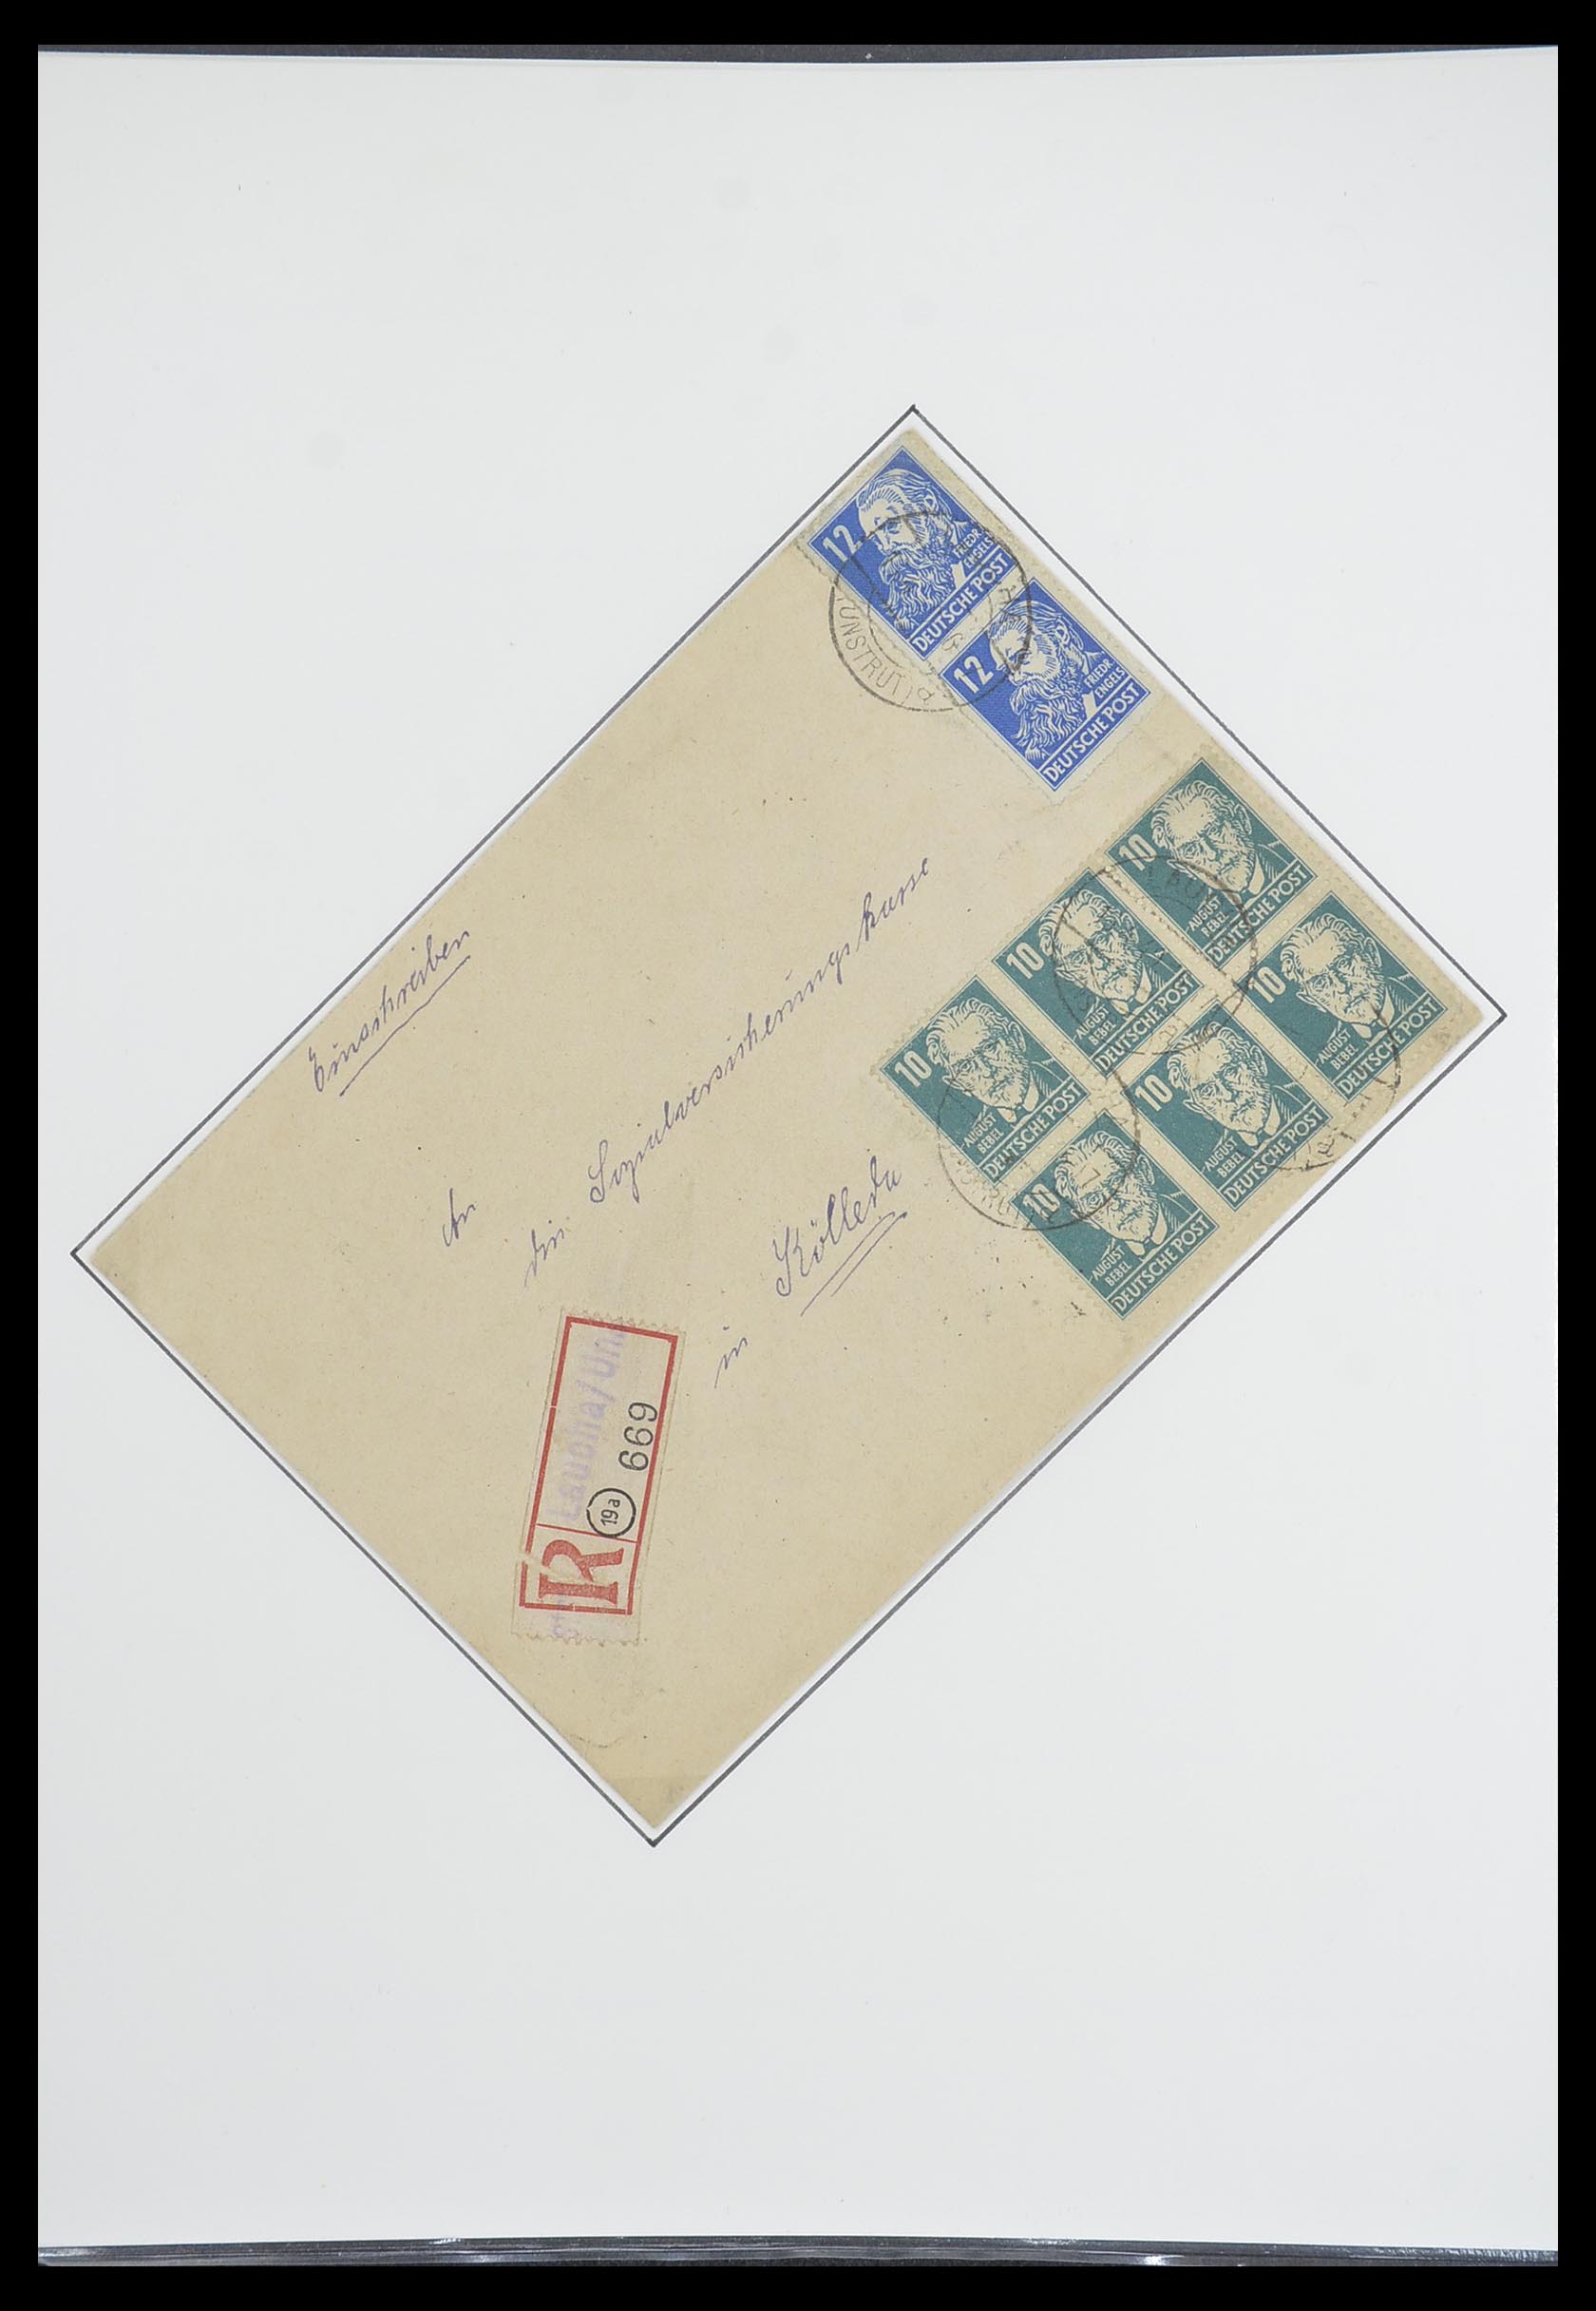 12
FRIEDR.
ENGELS
DEUTSCHE POST
12
FRIEDR.
ENGELS
DEUTSCHE POST
(UNSTRUT) d
Einschreiben
An
die Sozialversicherungskasse
in Kölleda
10
AUGUST
BEBEL
DEUTSCHE POST
10
AUGUST
BEBEL
DEUTSCHE POST
10
AUGUST
BEBEL
DEUTSCHE POST
10
AUGUST
BEBEL
DEUTSCHE POST
10
AUGUST
BEBEL
DEUTSCHE POST
10
AUGUST
BEBEL
DEUTSCHE POST
Laucha/Un
R
19a
669